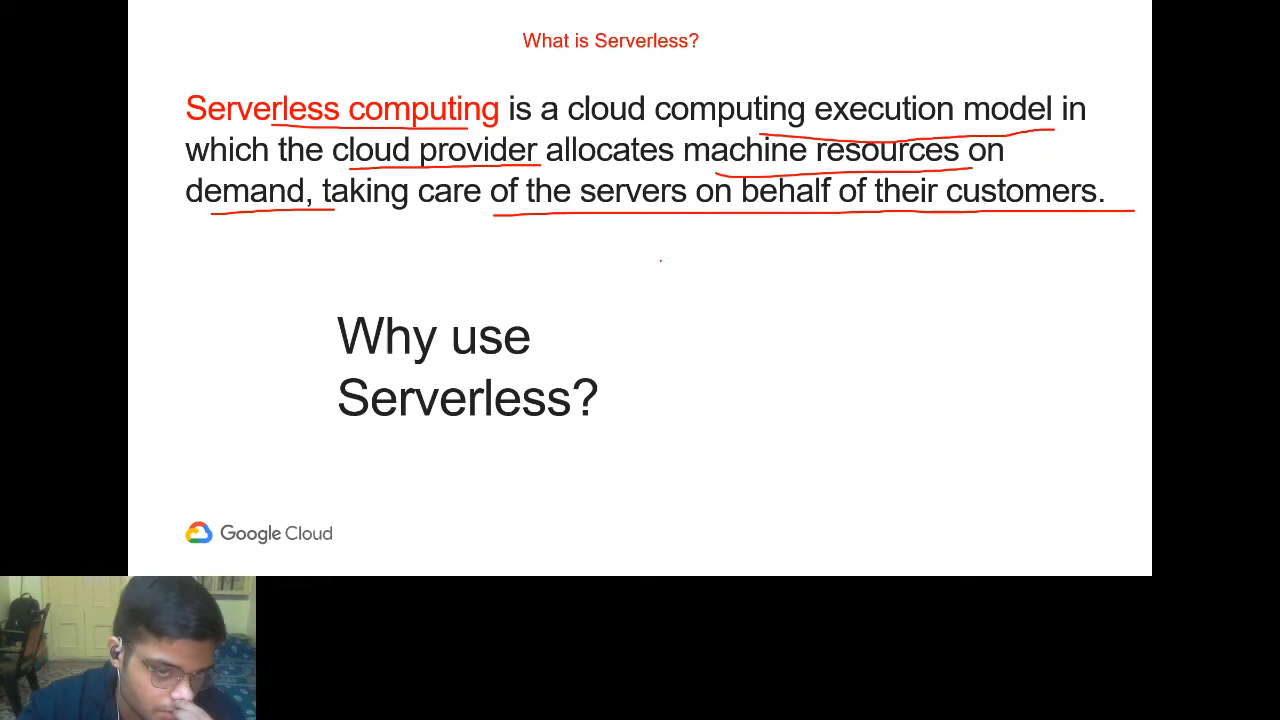 What is Serverless?
Serverless computing is a cloud computing execution model in
which the cloud provider allocates machine resources on
demand, taking care of the servers on behalf of their customers.
Why use
Serverless?
Google Cloud